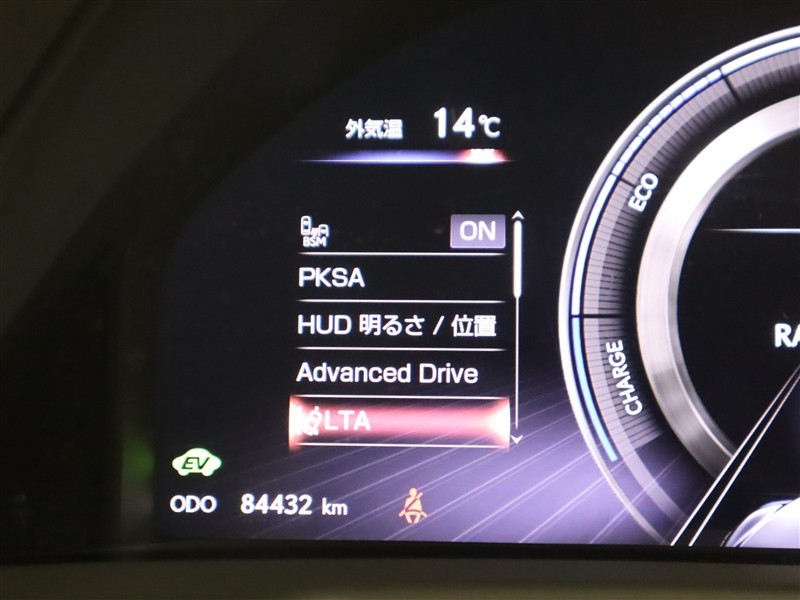 外気温 14℃
BSM ON
PKSA
HUD 明るさ / 位置
Advanced Drive
LTA
EV
ODO 84432 km
ECO
CHARGE